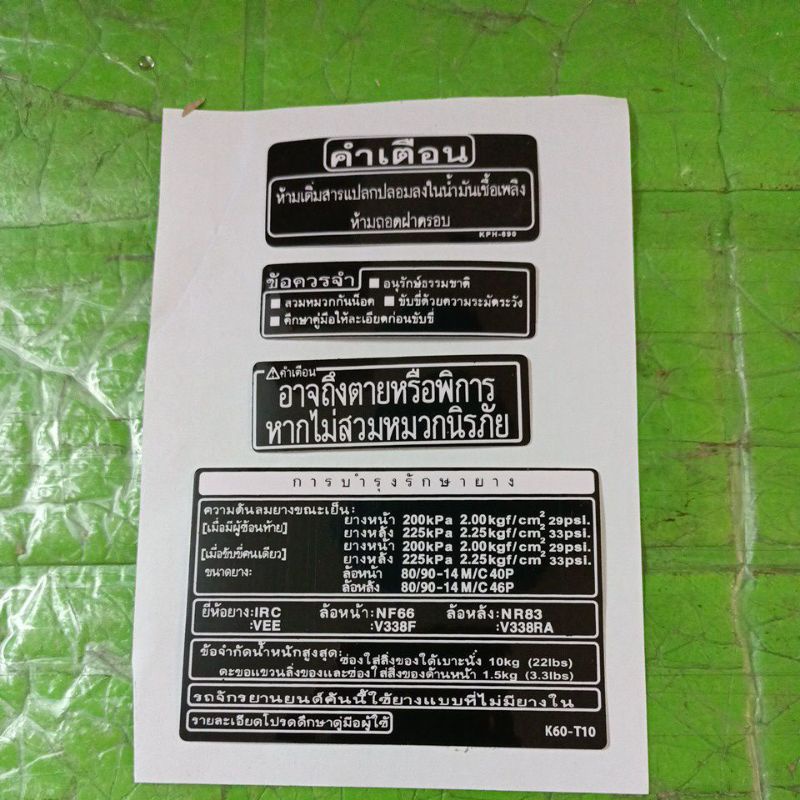 คำเตือน
ห้ามเติมสารแปลกปลอมลงในน้ำมันเชื้อเพลิง
ห้ามถอดฝาครอบ
KPH-690
ข้อควรจำ ■ อนุรักษ์ธรรมชาติ
■ สวมหมวกกันน็อค ■ ขับขี่ด้วยความระมัดระวัง
■ ศึกษาคู่มือให้ละเอียดก่อนขับขี่
⚠คำเตือน
อาจถึงตายหรือพิการ
หากไม่สวมหมวกนิรภัย
การบำรุงรักษายาง
ความดันลมยางขณะเย็น:
[เมื่อมีผู้ซ้อนท้าย] ยางหน้า 200kPa 2.00kgf/cm² 29psi.
ยางหลัง 225kPa 2.25kgf/cm² 33psi.
[เมื่อขับขี่คนเดียว] ยางหน้า 200kPa 2.00kgf/cm² 29psi.
ยางหลัง 225kPa 2.25kgf/cm² 33psi.
ขนาดยาง: ล้อหน้า 80/90-14 M/C 40P
ล้อหลัง 80/90-14 M/C 46P
ยี่ห้อยาง:IRC ล้อหน้า:NF66 ล้อหลัง:NR83
:VEE :V338F :V338RA
ข้อจำกัดน้ำหนักสูงสุด: ช่องใส่สิ่งของใต้เบาะนั่ง 10kg (22lbs)
ตะขอแขวนสิ่งของและช่องใส่สิ่งของด้านหน้า 1.5kg (3.3lbs)
รถจักรยานยนต์คันนี้ใช้ยางแบบที่ไม่มียางใน
รายละเอียดโปรดศึกษาคู่มือผู้ใช้ K60-T10